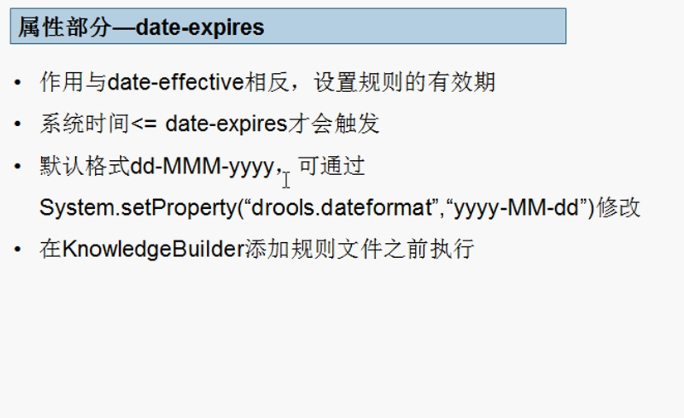 属性部分—date-expires
• 作用与date-effective相反，设置规则的有效期
• 系统时间<= date-expires才会触发
• 默认格式dd-MMM-yyyy，可通过
System.setProperty(“drools.dateformat”,“yyyy-MM-dd”)修改
• 在KnowledgeBuilder添加规则文件之前执行